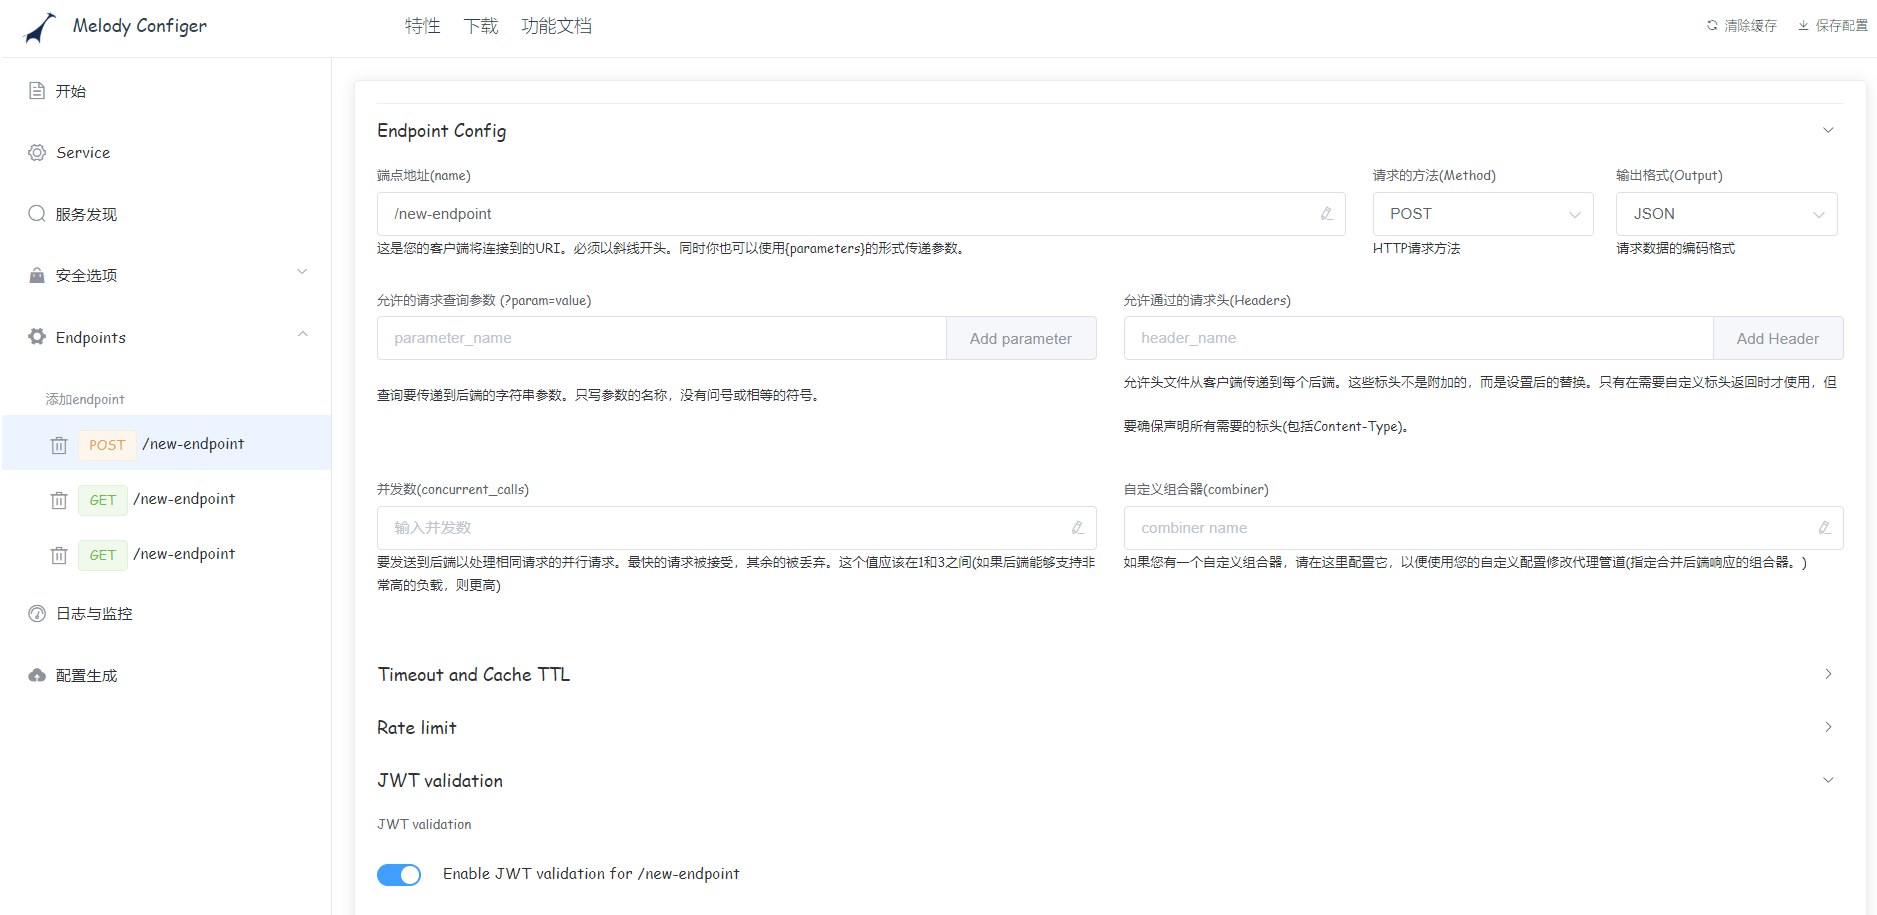 Melody Configer
特性 下载 功能文档
清除缓存 保存配置
开始
Service
服务发现
安全选项
Endpoints
添加endpoint
POST /new-endpoint
GET /new-endpoint
GET /new-endpoint
日志与监控
配置生成
Endpoint Config
端点地址(name) 请求的方法(Method) 输出格式(Output)
/new-endpoint POST JSON
这是您的客户端将连接到的URI。必须以斜线开头。同时你也可以使用{parameters}的形式传递参数。 HTTP请求方法 请求数据的编码格式
允许的请求查询参数 (?param=value) 允许通过的请求头(Headers)
parameter_name Add parameter header_name Add Header
查询要传递到后端的字符串参数。只写参数的名称，没有问号或相等的符号。
允许头文件从客户端传递到每个后端。这些标头不是附加的，而是设置后的替换。只有在需要自定义标头返回时才使用，但
要确保声明所有需要的标头(包括Content-Type)。
并发数(concurrent_calls) 自定义组合器(combiner)
输入并发数 combiner name
要发送到后端以处理相同请求的并行请求。最快的请求被接受，其余的被丢弃。这个值应该在1和3之间(如果后端能够支持非
常高的负载，则更高)
如果您有一个自定义组合器，请在这里配置它，以便使用您的自定义配置修改代理管道(指定合并后端响应的组合器。)
Timeout and Cache TTL
Rate limit
JWT validation
JWT validation
Enable JWT validation for /new-endpoint